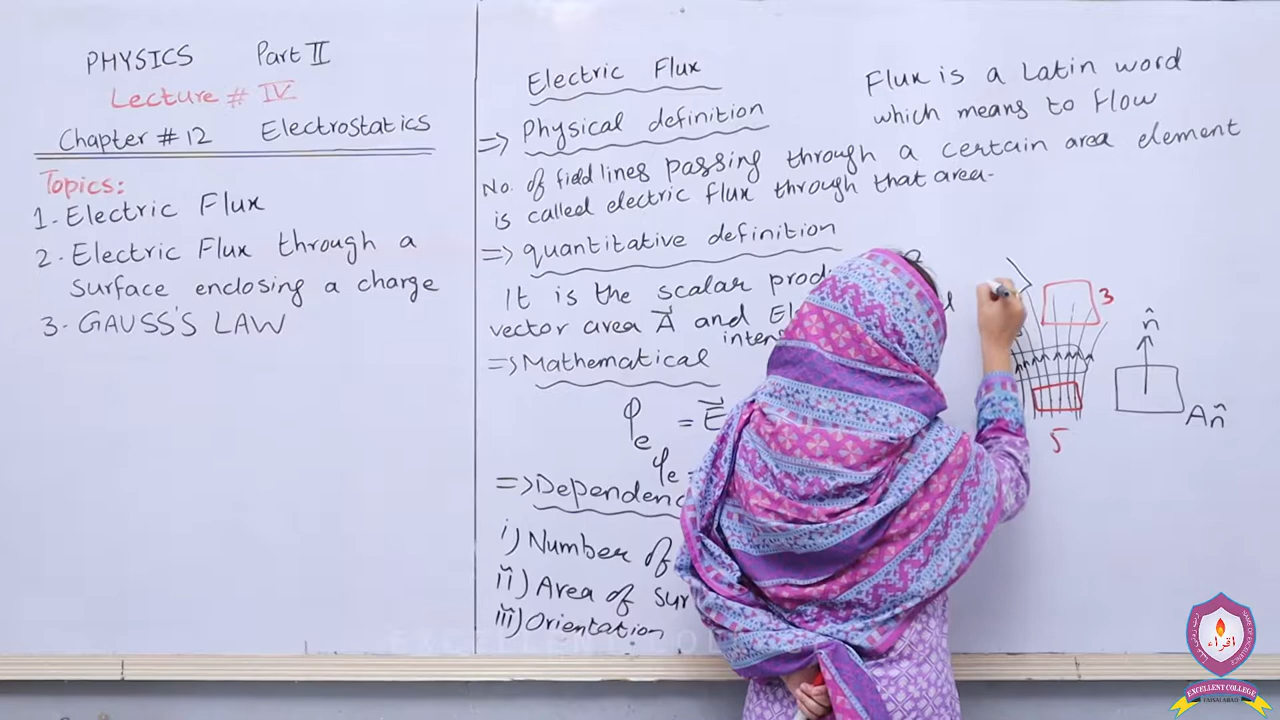 PHYSICS Part II
Lecture # IV
Chapter # 12 Electrostatics
Topics:
1. Electric Flux
2. Electric Flux through a
surface enclosing a charge
3. GAUSS'S LAW
Electric Flux
Flux is a Latin word
which means to flow
=> Physical definition
No. of field lines passing through a certain area element
is called electric flux through that area.
=> quantitative definition
It is the scalar prod
vector area A⃗ and El
inten
=> Mathematical
φe = E⃗
φe =
=> Dependenc
i) Number of
ii) Area of sur
iii) Orientation
3
5
n̂
An̂
اقراء
EXCELLENT COLLEGE
FAISALABAD